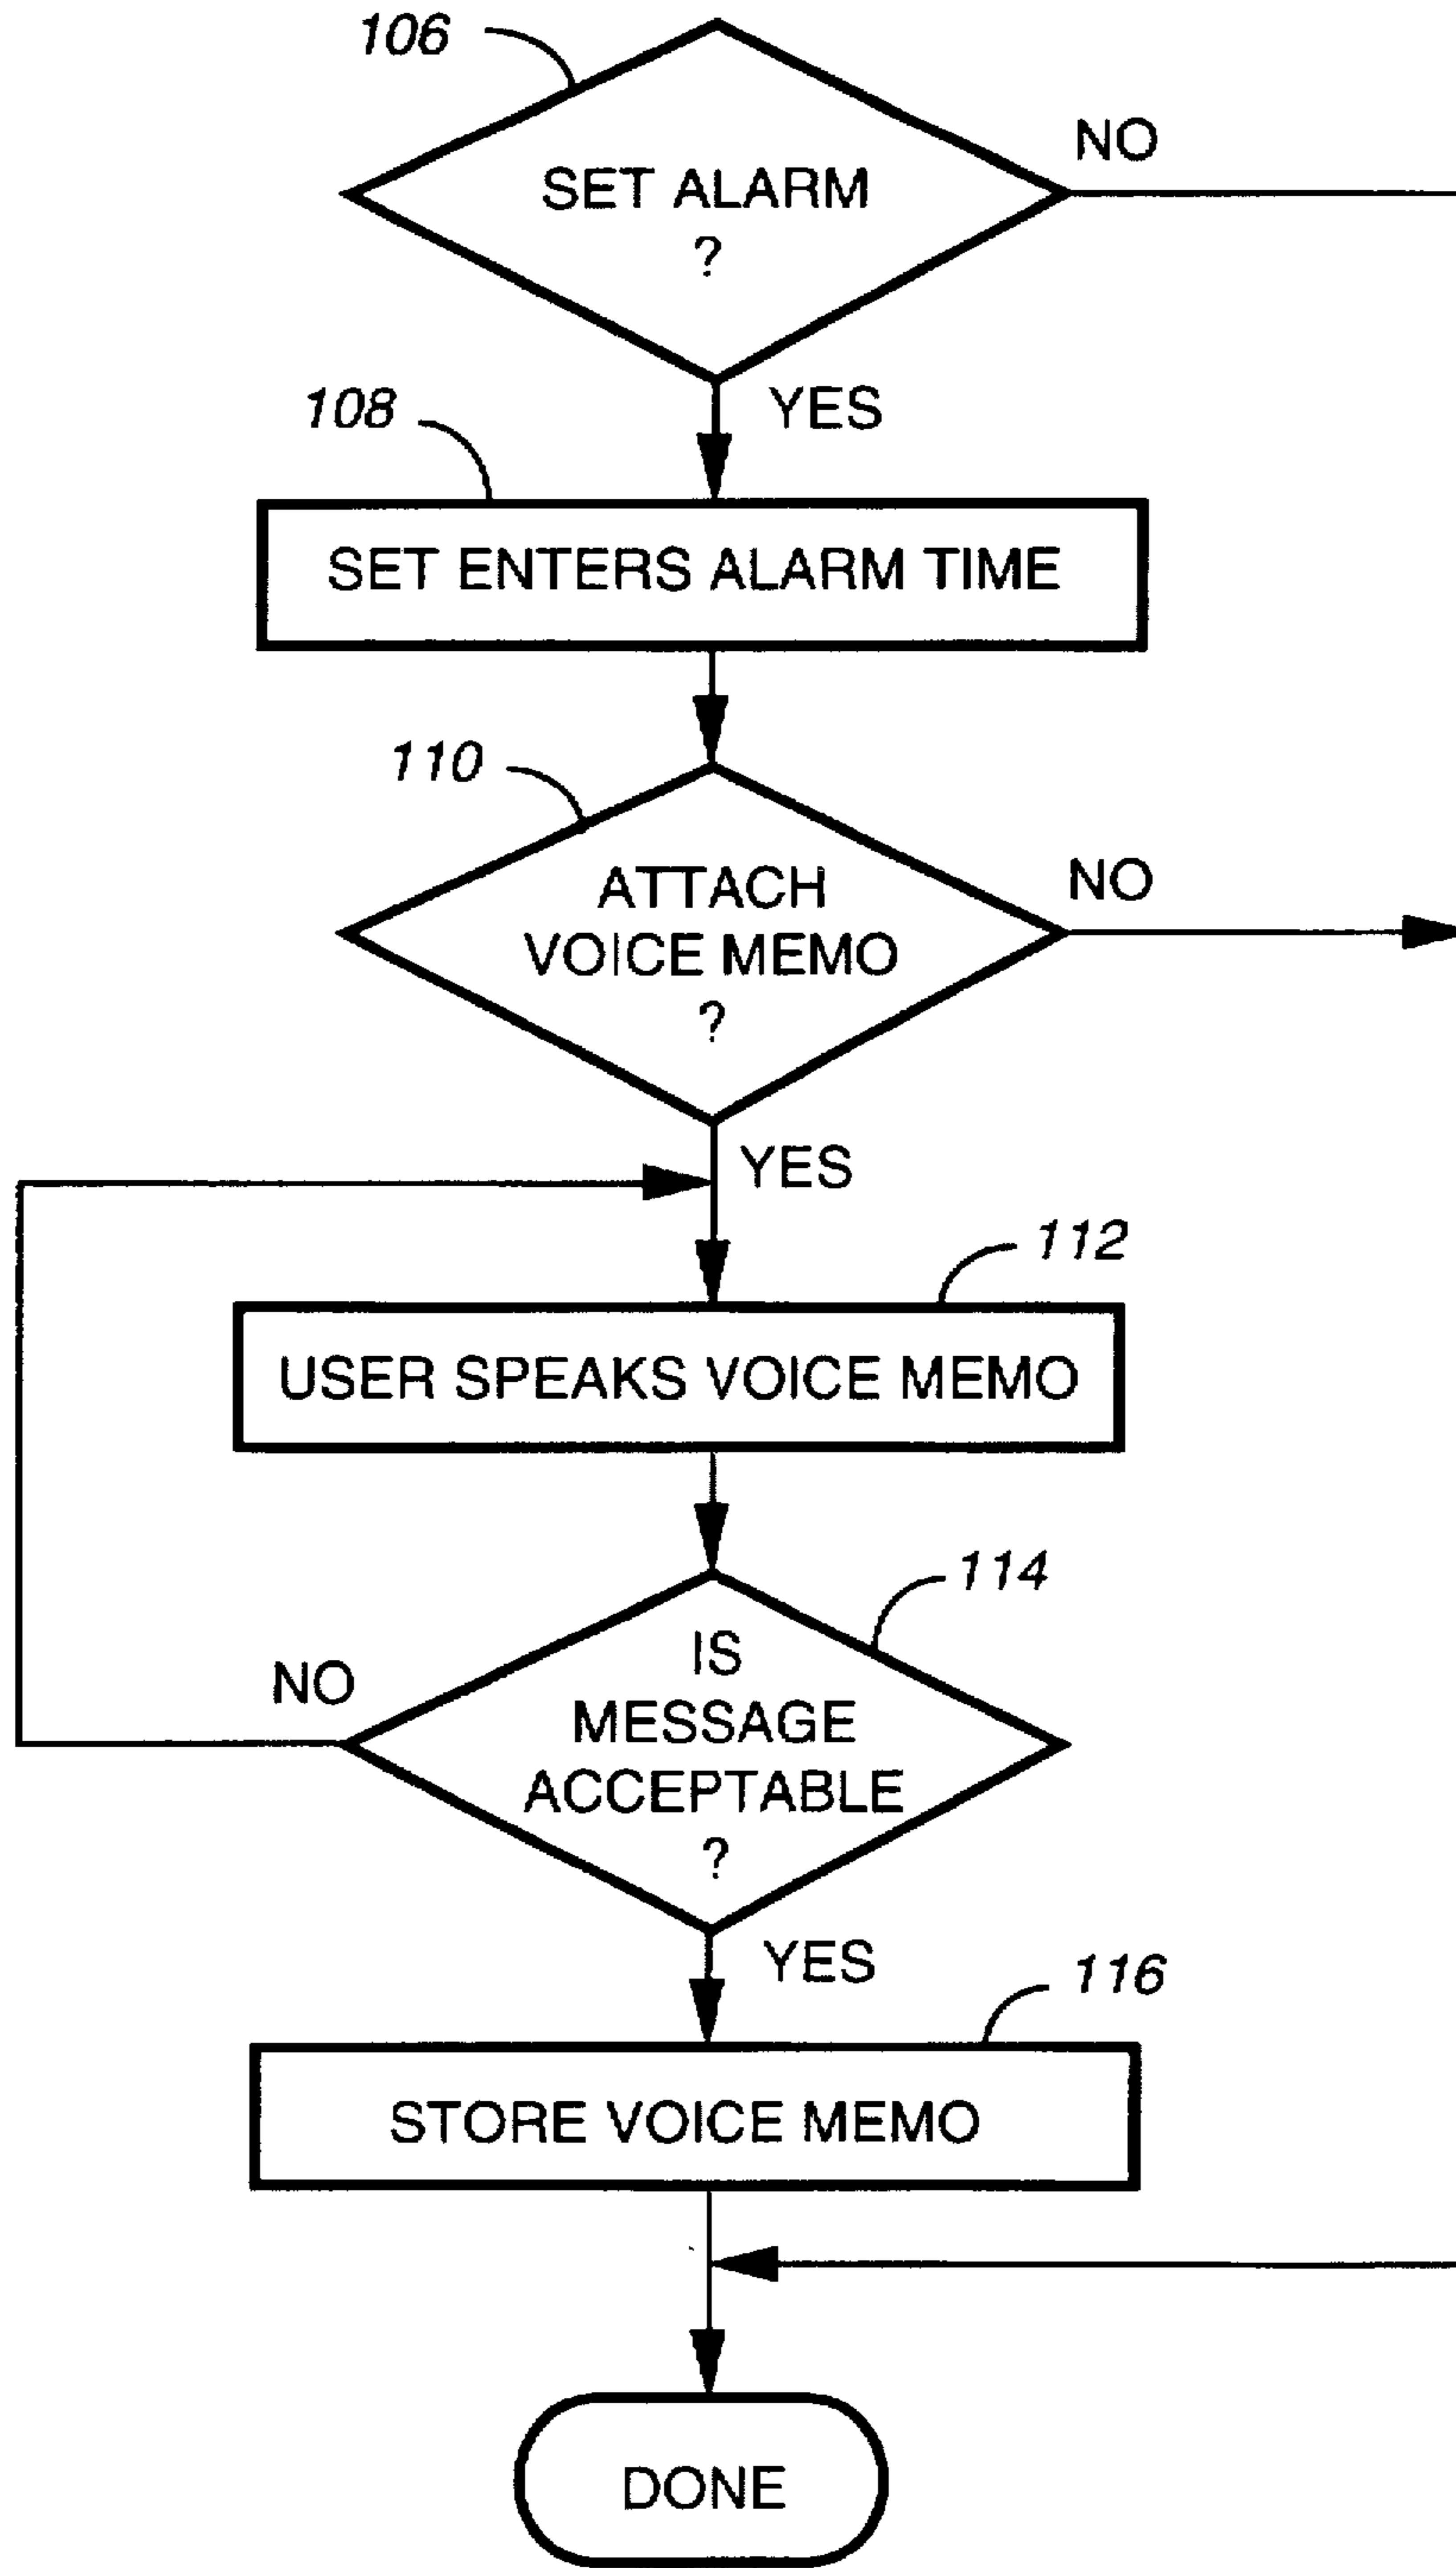 106
NO
SET ALARM
?
YES
108
SET ENTERS ALARM TIME
110
NO
ATTACH
VOICE MEMO
?
YES
112
USER SPEAKS VOICE MEMO
114
IS
NO
MESSAGE
ACCEPTABLE
?
YES
116
STORE VOICE MEMO
DONE